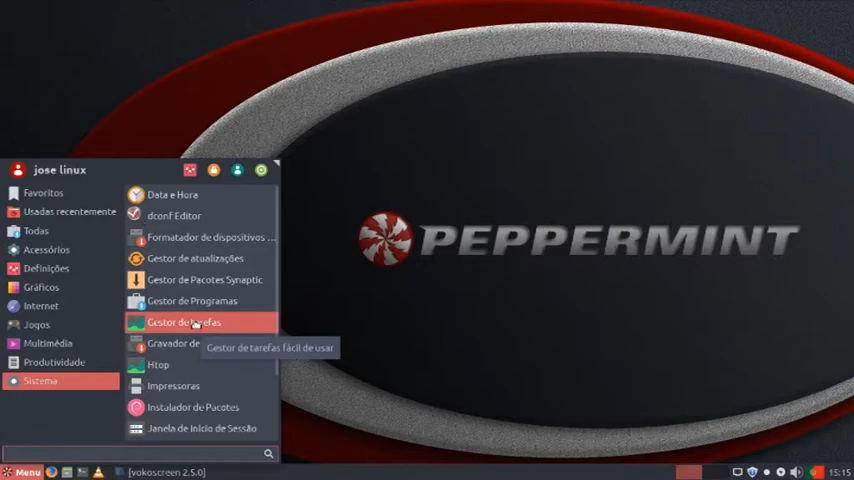 PEPPERMINT
jose linux
Favoritos
Usadas recentemente
Todas
Acessórios
Definições
Gráficos
Internet
Jogos
Multimédia
Produtividade
Sistema
Data e Hora
dconf Editor
Formatador de dispositivos ...
Gestor de atualizações
Gestor de Pacotes Synaptic
Gestor de Programas
Gestor de tarefas
Gravador de
Gestor de tarefas fácil de usar
Htop
Impressoras
Instalador de Pacotes
Janela de Início de Sessão
Menu
[vokoscreen 2.5.0]
15:15